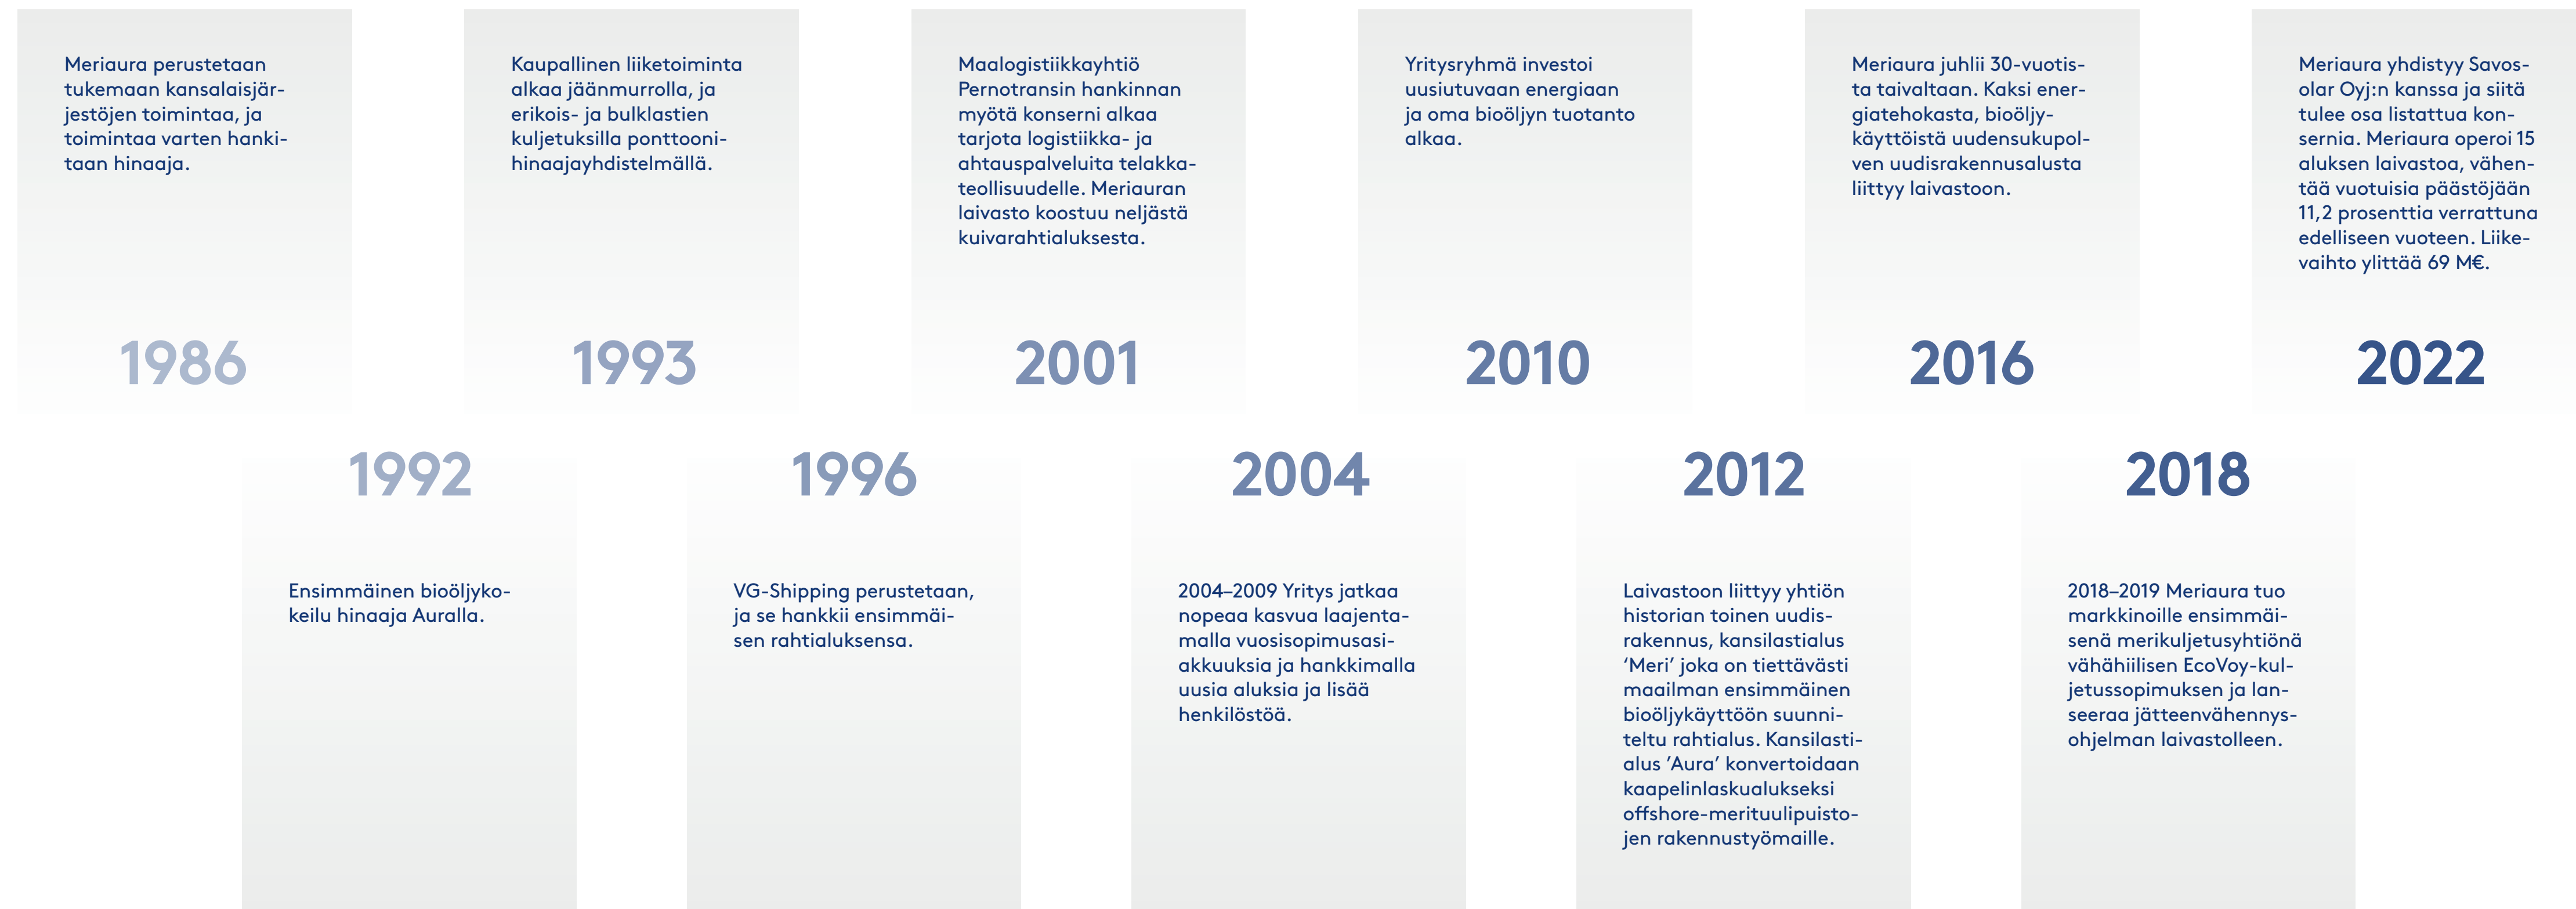 Meriaura perustetaan
tukemaan kansalaisjär-
jestöjen toimintaa, ja
toimintaa varten hanki-
taan hinaaja.
1986
1992
Ensimmäinen bioöljyko-
keilu hinaaja Auralla.
Kaupallinen liiketoiminta
alkaa jäänmurrolla, ja
erikois- ja bulklastien
kuljetuksilla ponttooni-
hinaajayhdistelmällä.
1993
1996
VG-Shipping perustetaan,
ja se hankkii ensimmäi-
sen rahtialuksensa.
Maalogistiikkayhtiö
Pernotransin hankinnan
myötä konserni alkaa
tarjota logistiikka- ja
ahtauspalveluita telakka-
teollisuudelle. Meriauran
laivasto koostuu neljästä
kuivarahtialuksesta.
2001
2004
2004–2009 Yritys jatkaa
nopeaa kasvua laajenta-
malla vuosisopimusasi-
akkuuksia ja hankkimalla
uusia aluksia ja lisää
henkilöstöä.
Yritysryhmä investoi
uusiutuvaan energiaan
ja oma bioöljyn tuotanto
alkaa.
2010
2012
Laivastoon liittyy yhtiön
historian toinen uudis-
rakennus, kansilastialus
‘Meri’ joka on tiettävästi
maailman ensimmäinen
bioöljykäyttöön suunni-
teltu rahtialus. Kansilasti-
alus ’Aura’ konvertoidaan
kaapelinlaskualukseksi
offshore-merituulipuisto-
jen rakennustyömaille.
Meriaura juhlii 30-vuotis-
ta taivaltaan. Kaksi ener-
giatehokasta, bioöljy-
käyttöistä uudensukupol-
ven uudisrakennusalusta
liittyy laivastoon.
2016
2018
2018–2019 Meriaura tuo
markkinoille ensimmäi-
senä merikuljetusyhtiönä
vähähiilisen EcoVoy-kul-
jetussopimuksen ja lan-
seeraa jätteenvähennys-
ohjelman laivastolleen.
Meriaura yhdistyy Savos-
olar Oyj:n kanssa ja siitä
tulee osa listattua kon-
sernia. Meriaura operoi 15
aluksen laivastoa, vähen-
tää vuotuisia päästöjään
11,2 prosenttia verrattuna
edelliseen vuoteen. Liike-
vaihto ylittää 69 M€.
2022